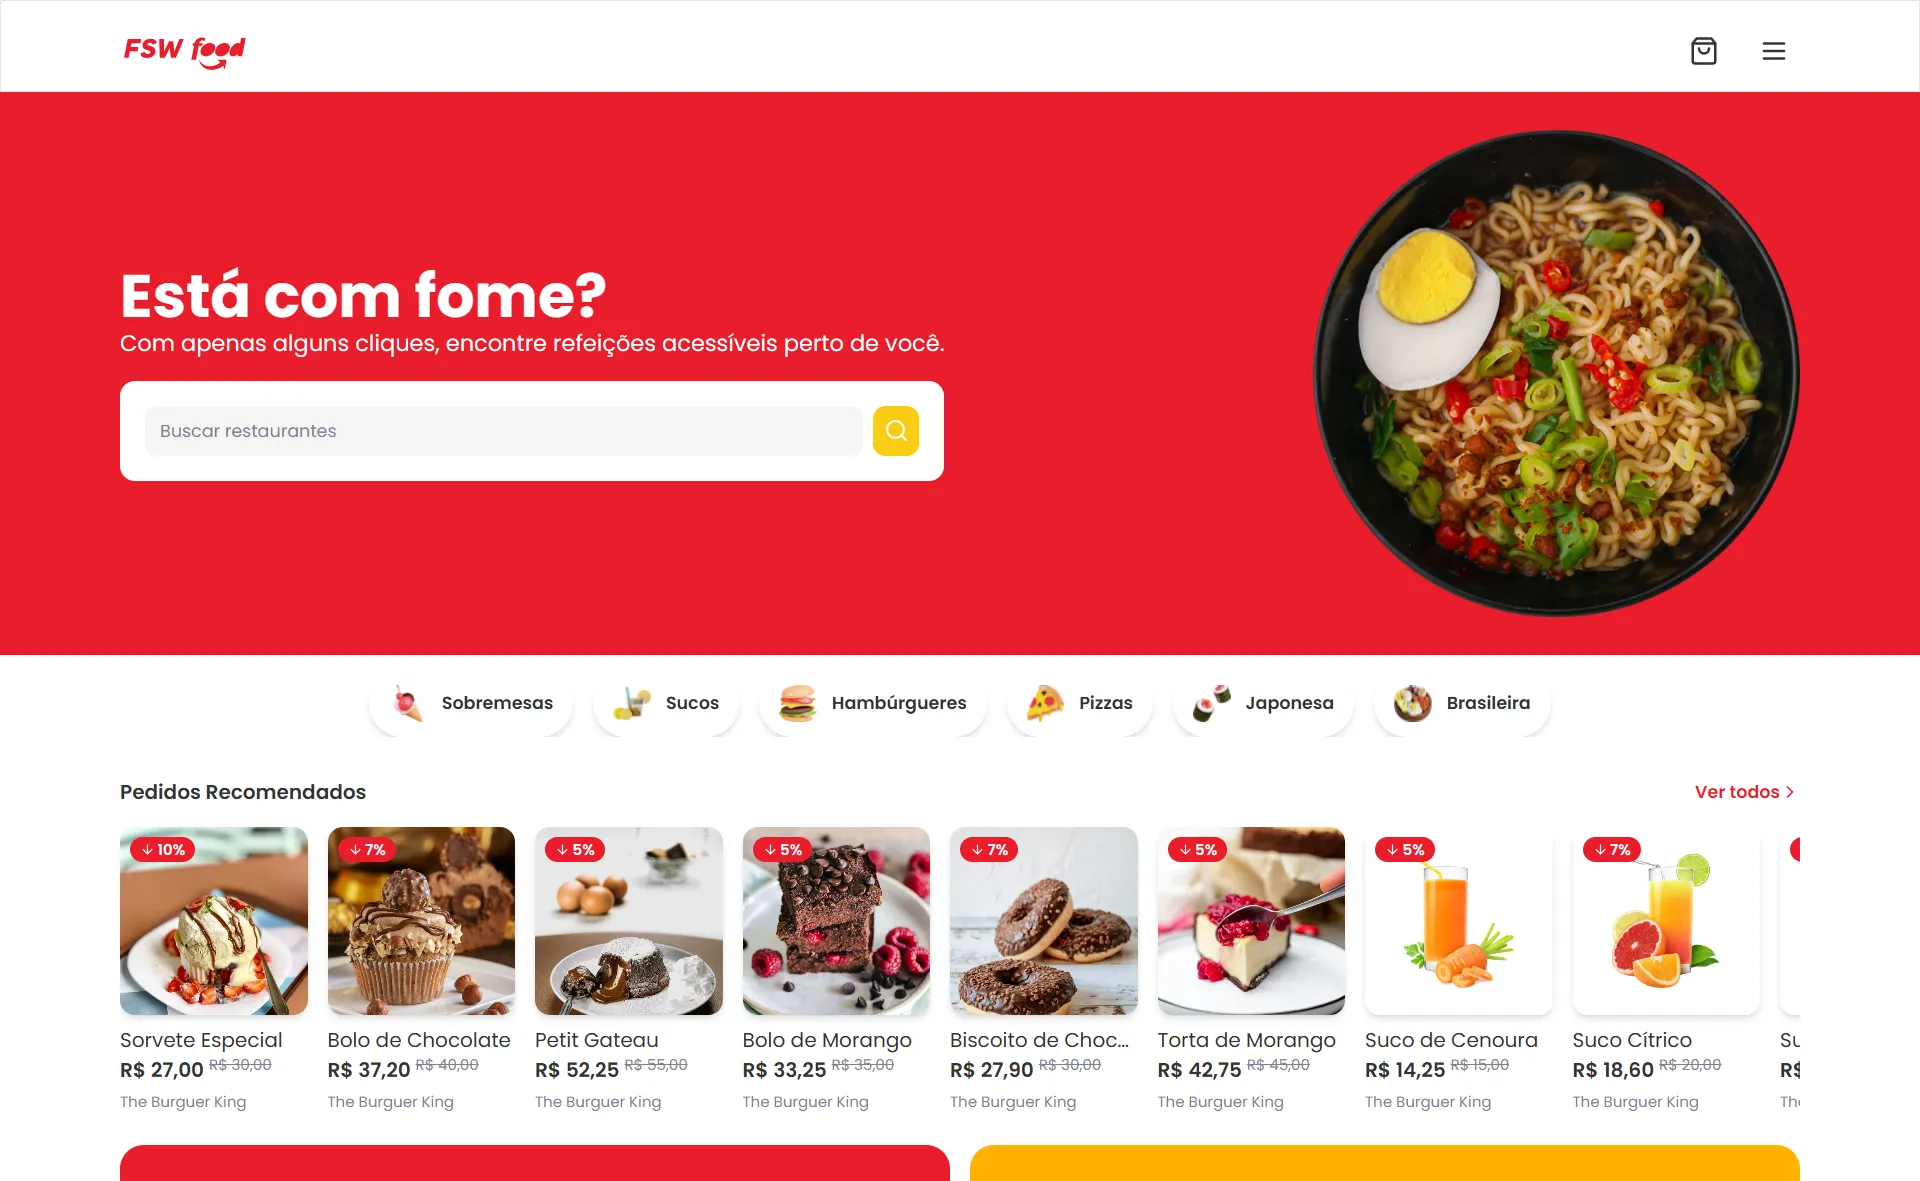 FSW food
Está com fome?
Com apenas alguns cliques, encontre refeições acessíveis perto de você.
Buscar restaurantes
Sobremesas
Sucos
Hambúrgueres
Pizzas
Japonesa
Brasileira
Pedidos Recomendados
Ver todos
10%
7%
5%
5%
7%
5%
5%
7%
Sorvete Especial
Bolo de Chocolate
Petit Gateau
Bolo de Morango
Biscoito de Choc...
Torta de Morango
Suco de Cenoura
Suco Cítrico
Su
R$ 27,00 R$ 30,00
R$ 37,20 R$ 40,00
R$ 52,25 R$ 55,00
R$ 33,25 R$ 35,00
R$ 27,90 R$ 30,00
R$ 42,75 R$ 45,00
R$ 14,25 R$ 15,00
R$ 18,60 R$ 20,00
R$
The Burguer King
The Burguer King
The Burguer King
The Burguer King
The Burguer King
The Burguer King
The Burguer King
The Burguer King